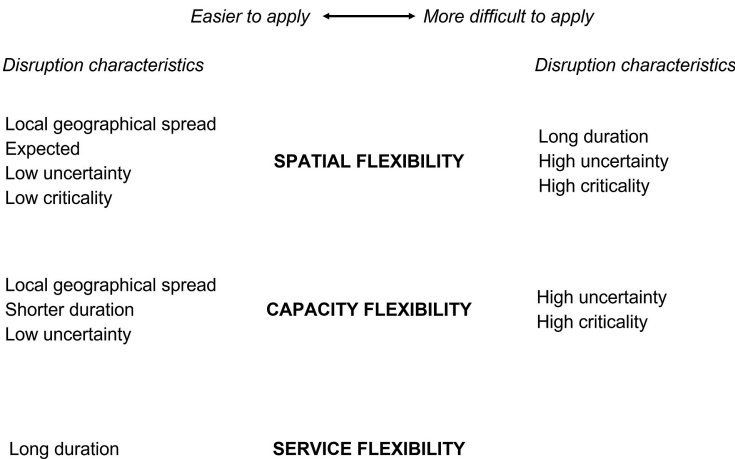 Easier to apply
More difficult to apply
Disruption characteristics
Disruption characteristics
Local geographical spread
Expected
Low uncertainty
Low criticality
SPATIAL FLEXIBILITY
Long duration
High uncertainty
High criticality
Local geographical spread
Shorter duration
Low uncertainty
CAPACITY FLEXIBILITY
High uncertainty
High criticality
Long duration
SERVICE FLEXIBILITY